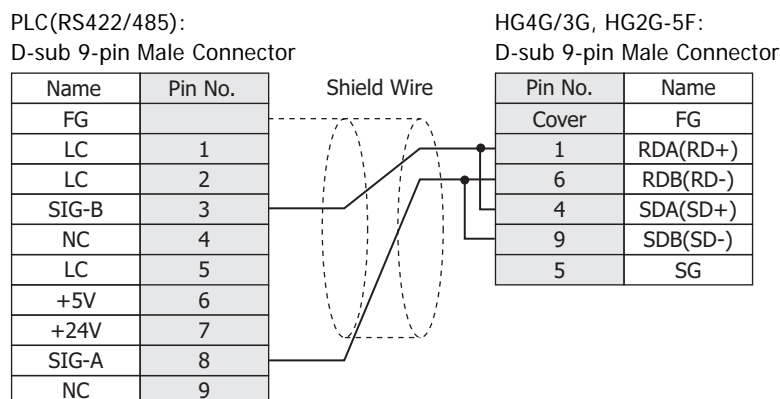 PLC(RS422/485):
D-sub 9-pin Male Connector
Name Pin No.
FG
LC 1
LC 2
SIG-B 3
NC 4
LC 5
+5V 6
+24V 7
SIG-A 8
NC 9
Shield Wire
HG4G/3G, HG2G-5F:
D-sub 9-pin Male Connector
Pin No. Name
Cover FG
1 RDA(RD+)
6 RDB(RD-)
4 SDA(SD+)
9 SDB(SD-)
5 SG